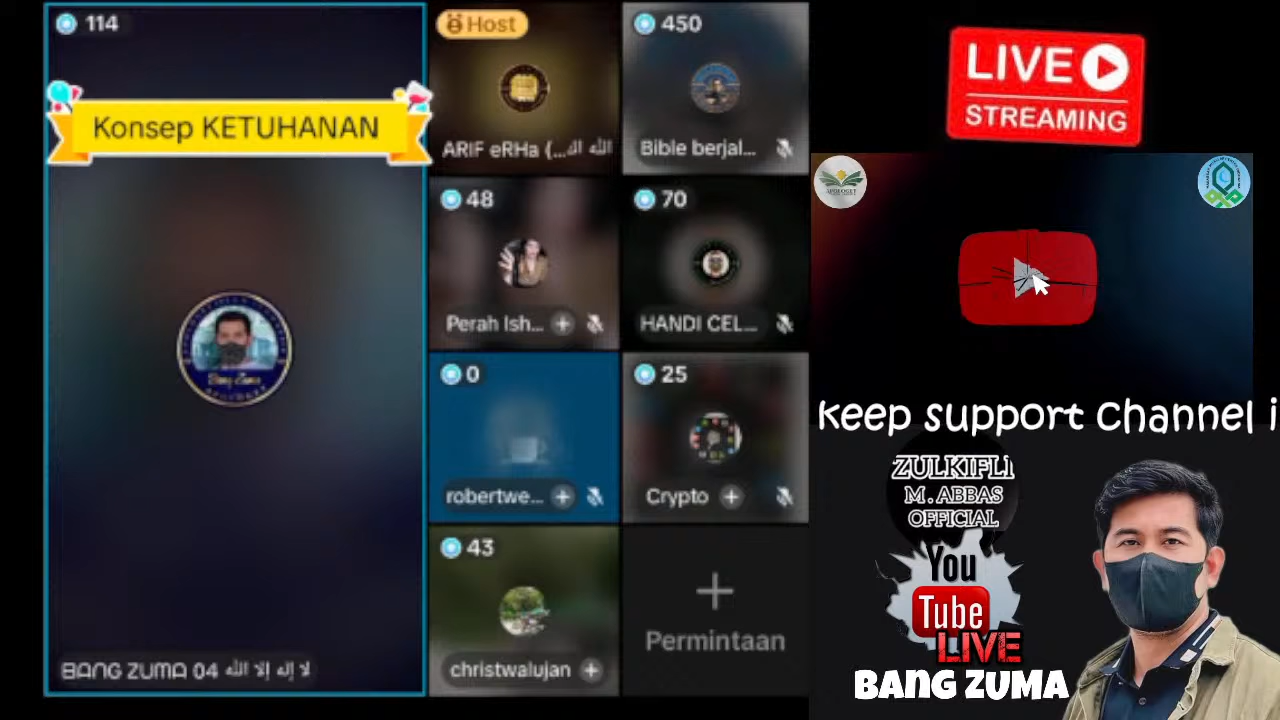 114
Konsep KETUHANAN
BANG ZUMA 04 لا إله إلا الله
Host
ARIF eRHa (...
450
Bible berjal...
48
Perah Ish...
70
HANDI CEL...
0
robertwe...
25
Crypto
43
christwalujan
Permintaan
LIVE
STREAMING
keep support channel i
ZULKIFLi
M.ABBAS
OFFICIAL
You
Tube
LIVE
BANG ZUMA